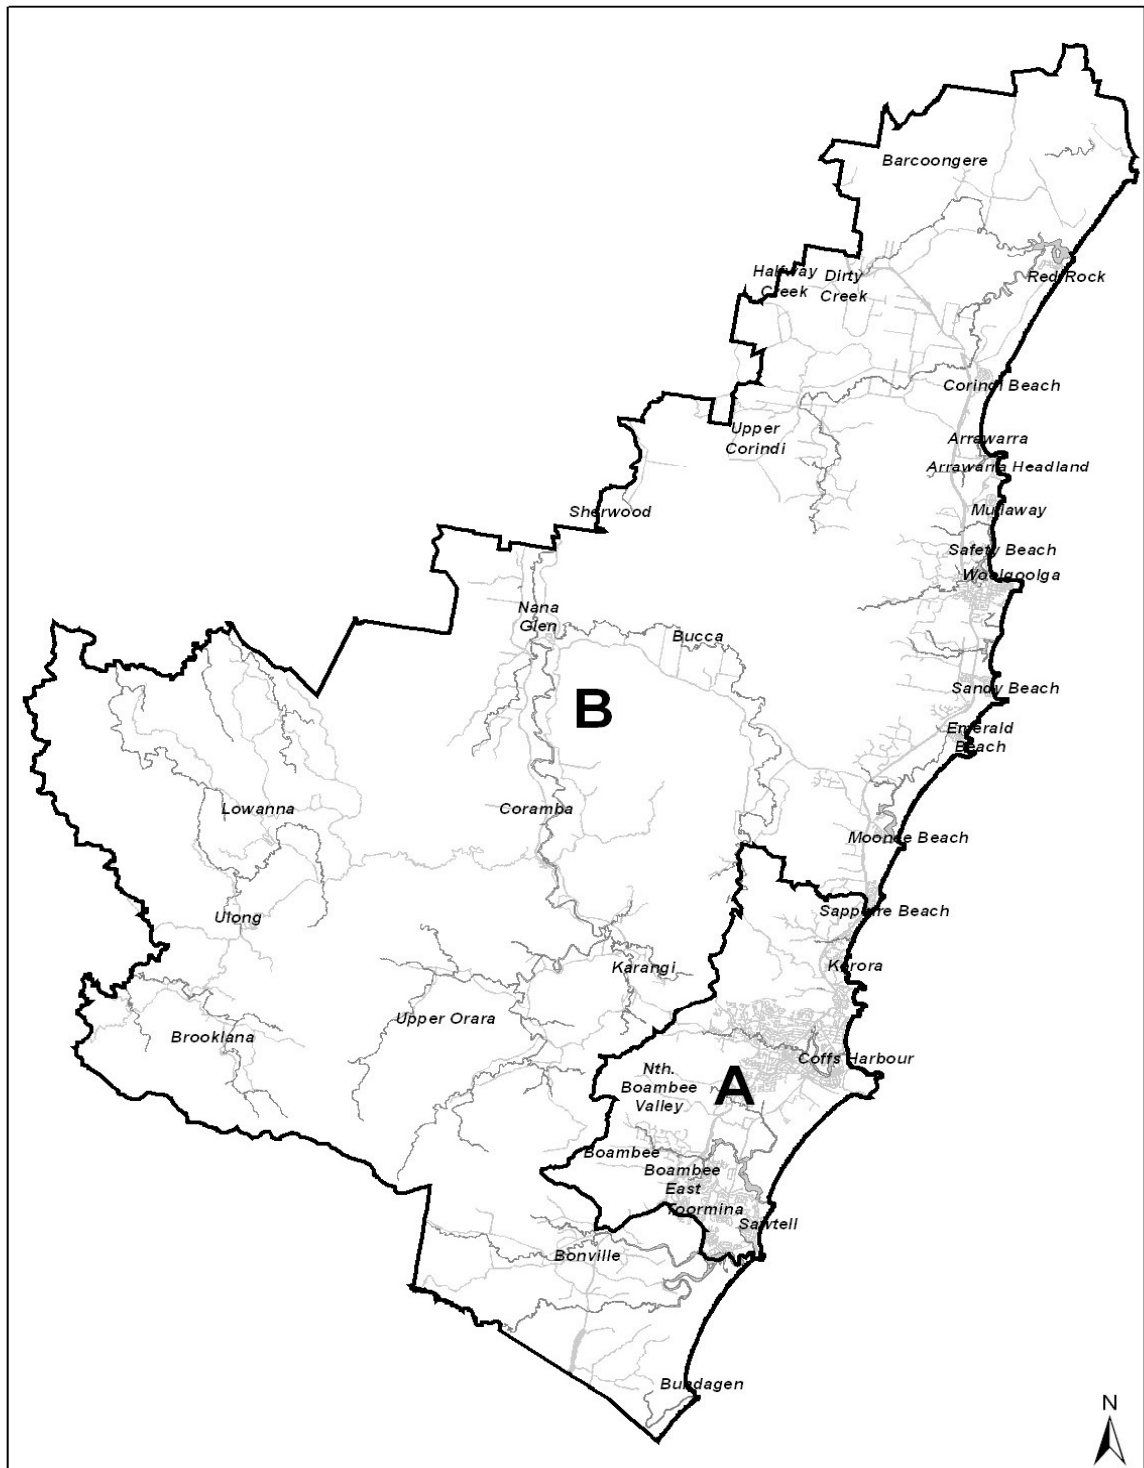 Barcoongere
Halfway
Creek
Dirty
Creek
Red Rock
Corindi Beach
Upper
Corindi
Arrawarra
Arrawarra Headland
Mullaway
Sherwood
Safety Beach
Woolgoolga
Nana
Glen
Bucca
Sandy Beach
B
Emerald
Beach
Lowanna
Coramba
Moonee Beach
Sapphire Beach
Ulong
Karangi
Korora
Upper Orara
Brooklana
Coffs Harbour
Nth.
Boambee
Valley
A
Boambee
Boambee
East
Toormina
Sawtell
Bonville
Bundagen
N